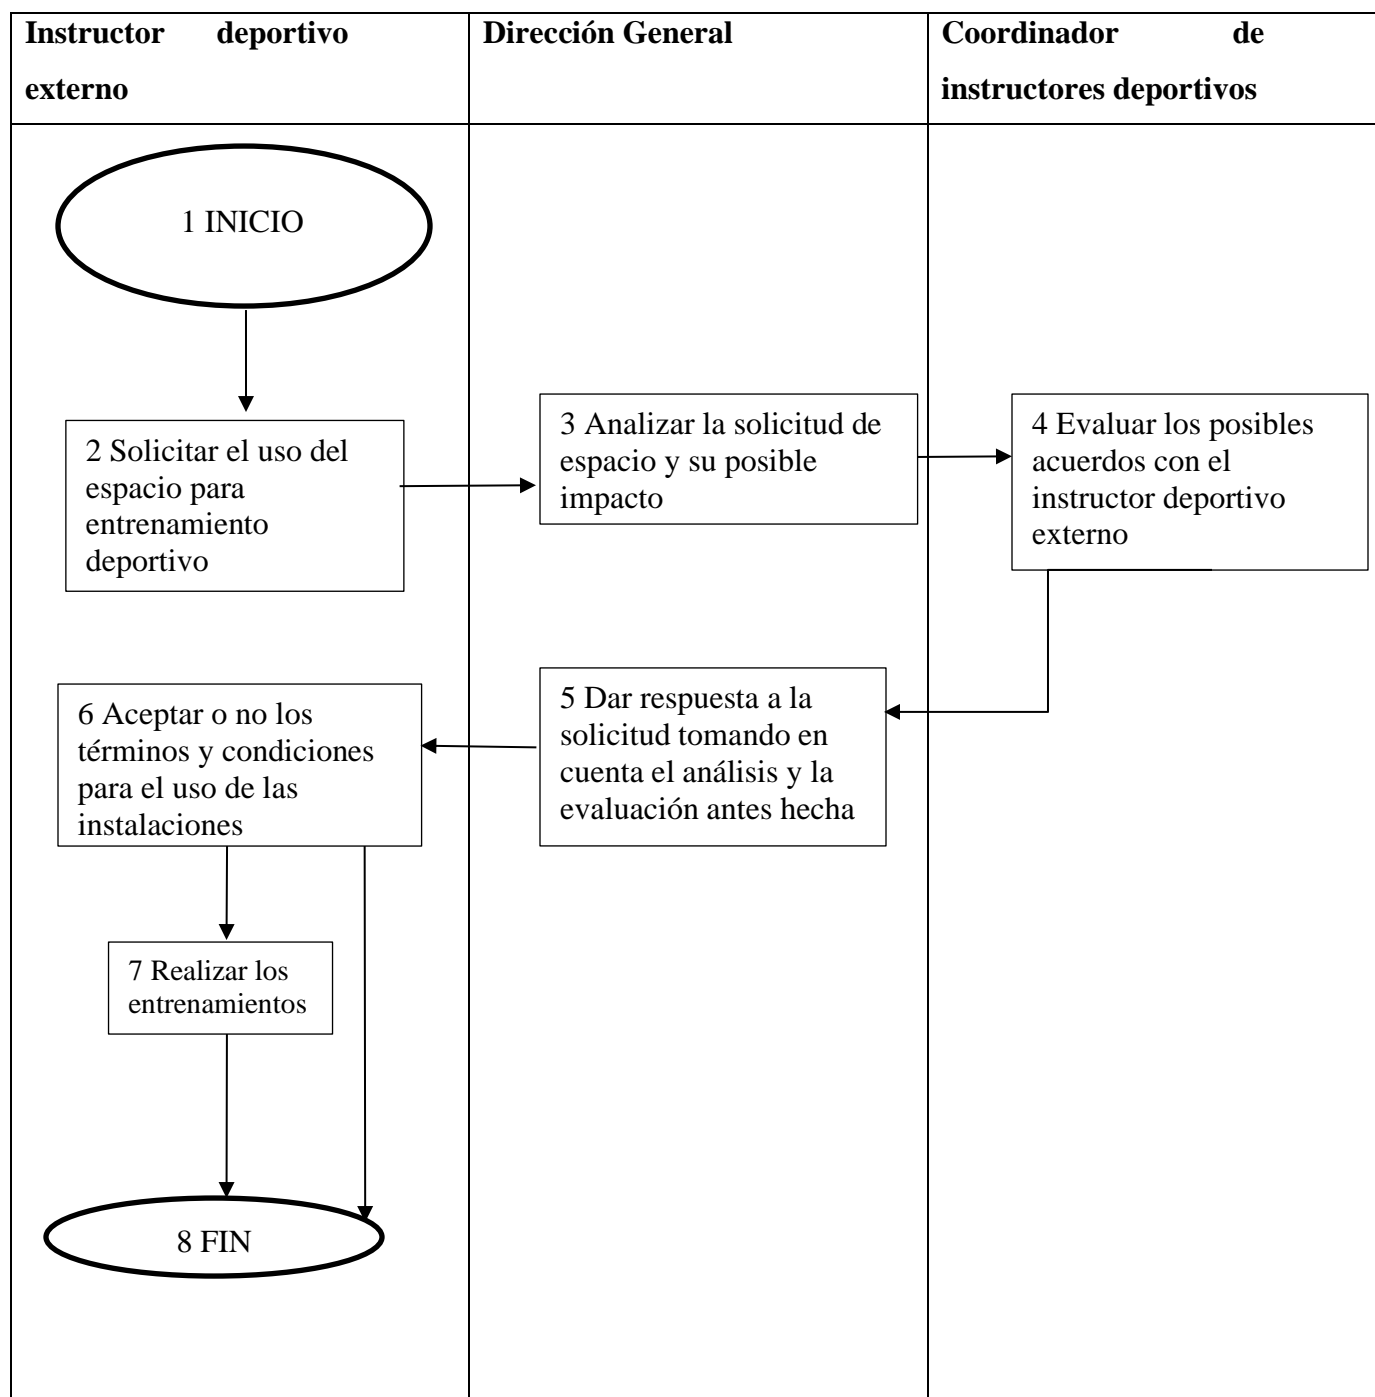 Instructor deportivo
externo
Dirección General
Coordinador de
instructores deportivos
1 INICIO
2 Solicitar el uso del
espacio para
entrenamiento
deportivo
3 Analizar la solicitud de
espacio y su posible
impacto
4 Evaluar los posibles
acuerdos con el
instructor deportivo
externo
5 Dar respuesta a la
solicitud tomando en
cuenta el análisis y la
evaluación antes hecha
6 Aceptar o no los
términos y condiciones
para el uso de las
instalaciones
7 Realizar los
entrenamientos
8 FIN